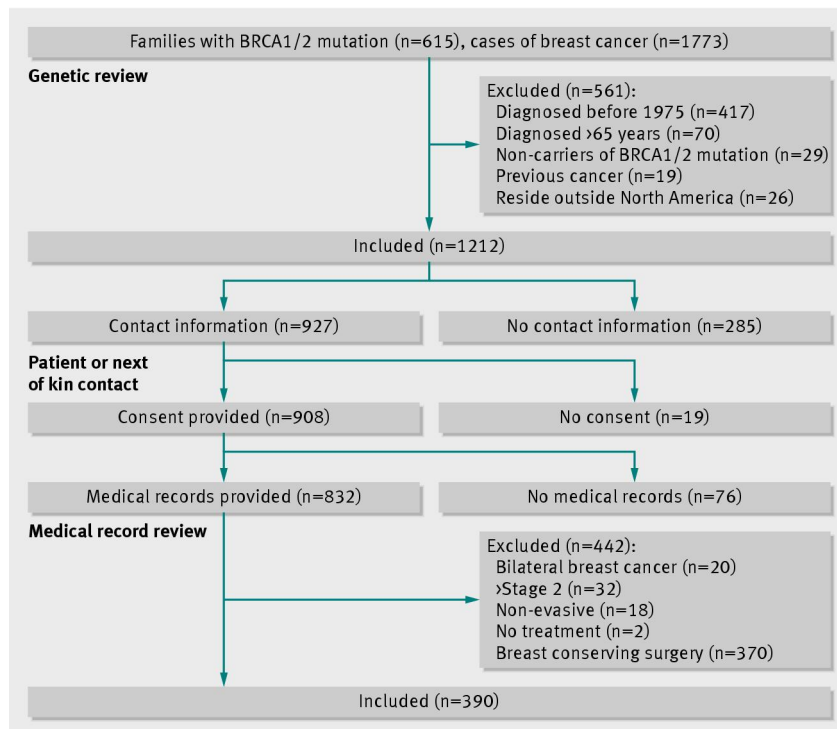 Families with BRCA1/2 mutation (n=615), cases of breast cancer (n=1773)
Genetic review
Excluded (n=561):
Diagnosed before 1975 (n=417)
Diagnosed >65 years (n=70)
Non-carriers of BRCA1/2 mutation (n=29)
Previous cancer (n=19)
Reside outside North America (n=26)
Included (n=1212)
Contact information (n=927)
No contact information (n=285)
Patient or next
of kin contact
Consent provided (n=908)
No consent (n=19)
Medical records provided (n=832)
No medical records (n=76)
Medical record review
Excluded (n=442):
Bilateral breast cancer (n=20)
>Stage 2 (n=32)
Non-evasive (n=18)
No treatment (n=2)
Breast conserving surgery (n=370)
Included (n=390)